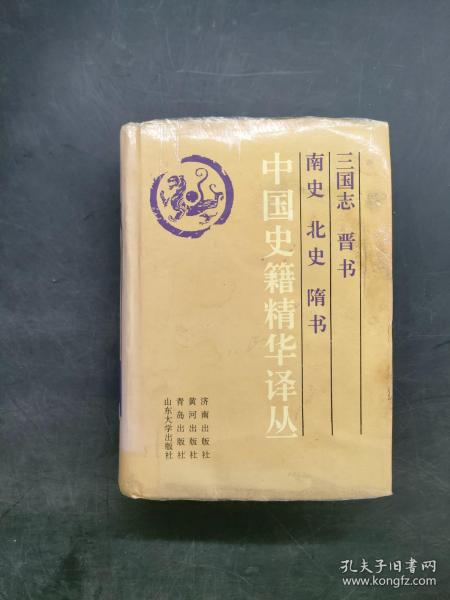 三国志 晋书
南史 北史 隋书
中国史籍精华译丛
济南出版社
黄河出版社
青岛出版社
山东大学出版社
孔夫子旧书网
www.kongfz.com